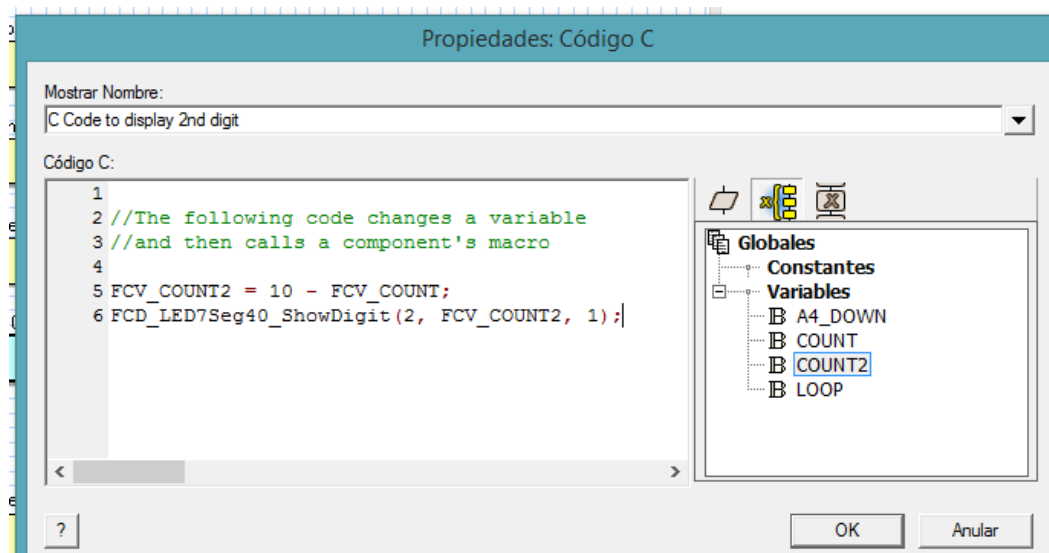 Propiedades: Código C
Mostrar Nombre:
C Code to display 2nd digit
Código C:
1
2 //The following code changes a variable
3 //and then calls a component's macro
4
5 FCV_COUNT2 = 10 - FCV_COUNT;
6 FCD_LED7Seg40_ShowDigit(2, FCV_COUNT2, 1);
Globales
Constantes
Variables
A4_DOWN
COUNT
COUNT2
LOOP
?
OK
Anular